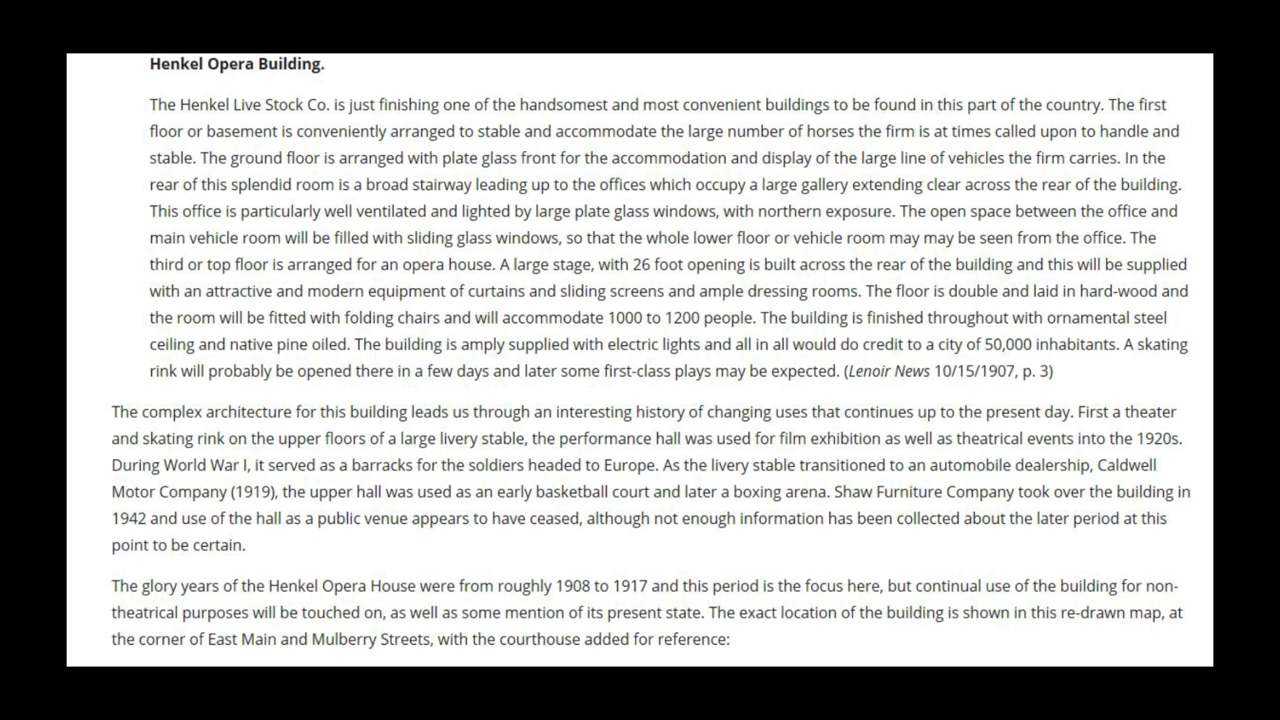 Henkel Opera Building.
The Henkel Live Stock Co. is just finishing one of the handsomest and most convenient buildings to be found in this part of the country. The first
floor or basement is conveniently arranged to stable and accommodate the large number of horses the firm is at times called upon to handle and
stable. The ground floor is arranged with plate glass front for the accommodation and display of the large line of vehicles the firm carries. In the
rear of this splendid room is a broad stairway leading up to the offices which occupy a large gallery extending clear across the rear of the building.
This office is particularly well ventilated and lighted by large plate glass windows, with northern exposure. The open space between the office and
main vehicle room will be filled with sliding glass windows, so that the whole lower floor or vehicle room may may be seen from the office. The
third or top floor is arranged for an opera house. A large stage, with 26 foot opening is built across the rear of the building and this will be supplied
with an attractive and modern equipment of curtains and sliding screens and ample dressing rooms. The floor is double and laid in hard-wood and
the room will be fitted with folding chairs and will accommodate 1000 to 1200 people. The building is finished throughout with ornamental steel
ceiling and native pine oiled. The building is amply supplied with electric lights and all in all would do credit to a city of 50,000 inhabitants. A skating
rink will probably be opened there in a few days and later some first-class plays may be expected. (Lenoir News 10/15/1907, p. 3)
The complex architecture for this building leads us through an interesting history of changing uses that continues up to the present day. First a theater
and skating rink on the upper floors of a large livery stable, the performance hall was used for film exhibition as well as theatrical events into the 1920s.
During World War I, it served as a barracks for the soldiers headed to Europe. As the livery stable transitioned to an automobile dealership, Caldwell
Motor Company (1919), the upper hall was used as an early basketball court and later a boxing arena. Shaw Furniture Company took over the building in
1942 and use of the hall as a public venue appears to have ceased, although not enough information has been collected about the later period at this
point to be certain.
The glory years of the Henkel Opera House were from roughly 1908 to 1917 and this period is the focus here, but continual use of the building for non-
theatrical purposes will be touched on, as well as some mention of its present state. The exact location of the building is shown in this re-drawn map, at
the corner of East Main and Mulberry Streets, with the courthouse added for reference: